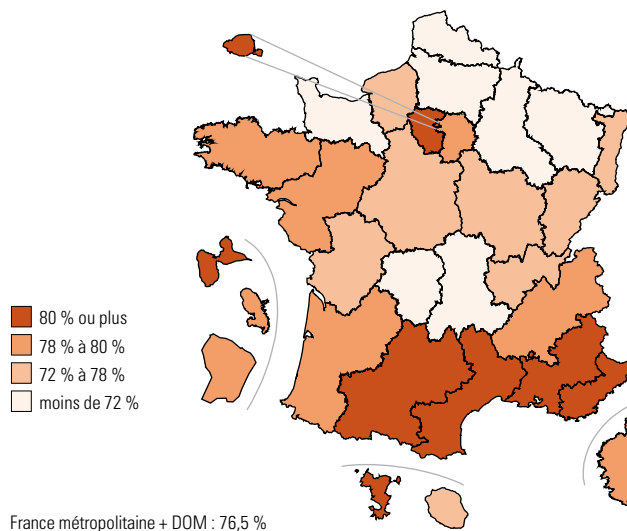 80 % ou plus
78 % à 80 %
72 % à 78 %
moins de 72 %
France métropolitaine + DOM : 76,5 %